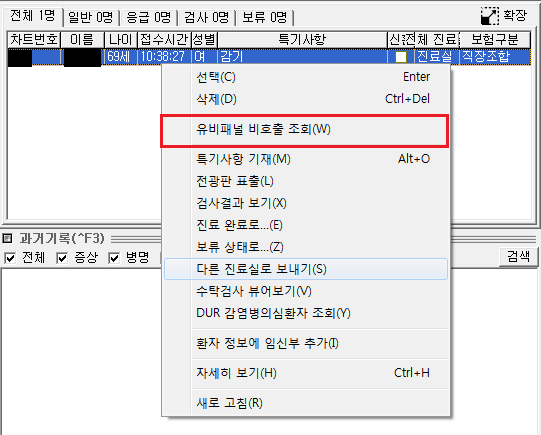 전체 1명 일반 0명 응급 0명 검사 0명 보류 0명 확장
차트번호 이름 나이 접수시간 성별 특기사항 신환 전체 진료 보험구분
69세 10:38:27 여 감기 진료실 직장조합
선택(C) Enter
삭제(D) Ctrl+Del
유비패널 비호출 조회(W)
특기사항 기재(M) Alt+O
전광판 표출(L)
검사결과 보기(X)
진료 완료로...(E)
보류 상태로...(Z)
과거기록(^F3)
전체 증상 병명 검색
다른 진료실로 보내기(S)
수탁검사 뷰어보기(V)
DUR 감염병의심환자 조회(Y)
환자 정보에 임신부 추가(I)
자세히 보기(H) Ctrl+H
새로 고침(R)